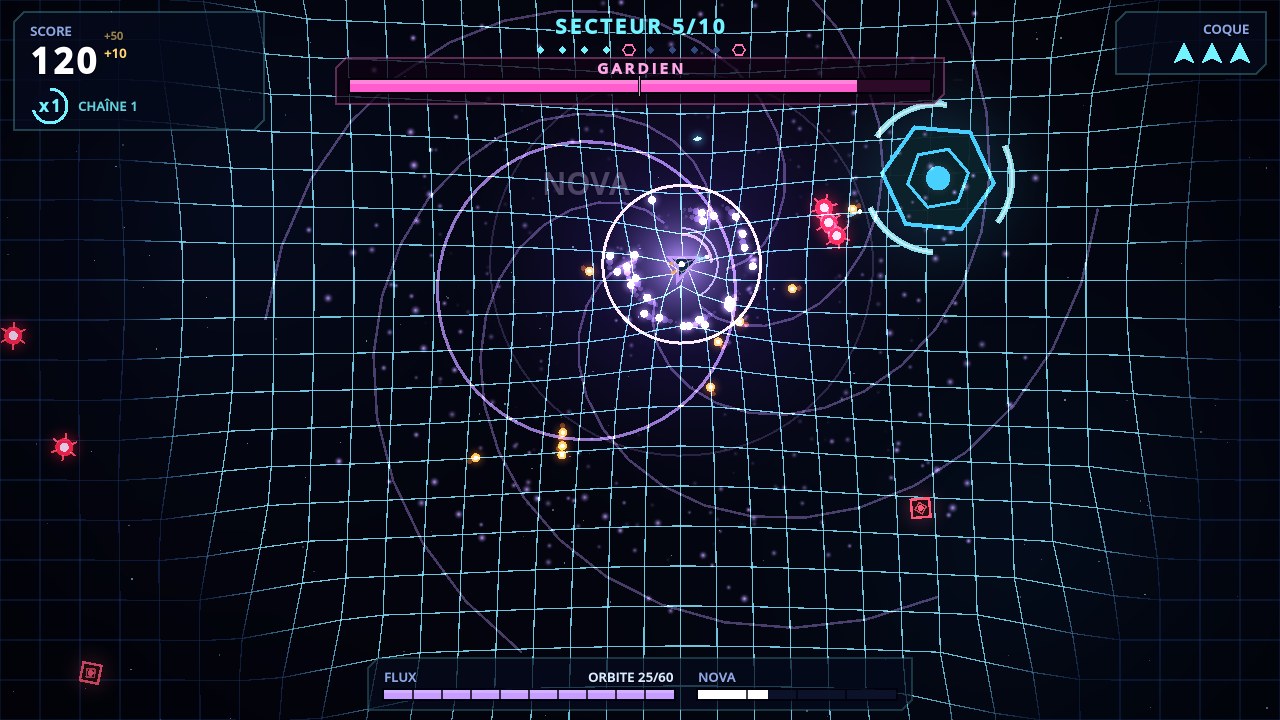 SCORE
+50
120
+10
x1
CHAÎNE 1
SECTEUR 5/10
GARDIEN
COQUE
NOVA
FLUX
ORBITE 25/60
NOVA